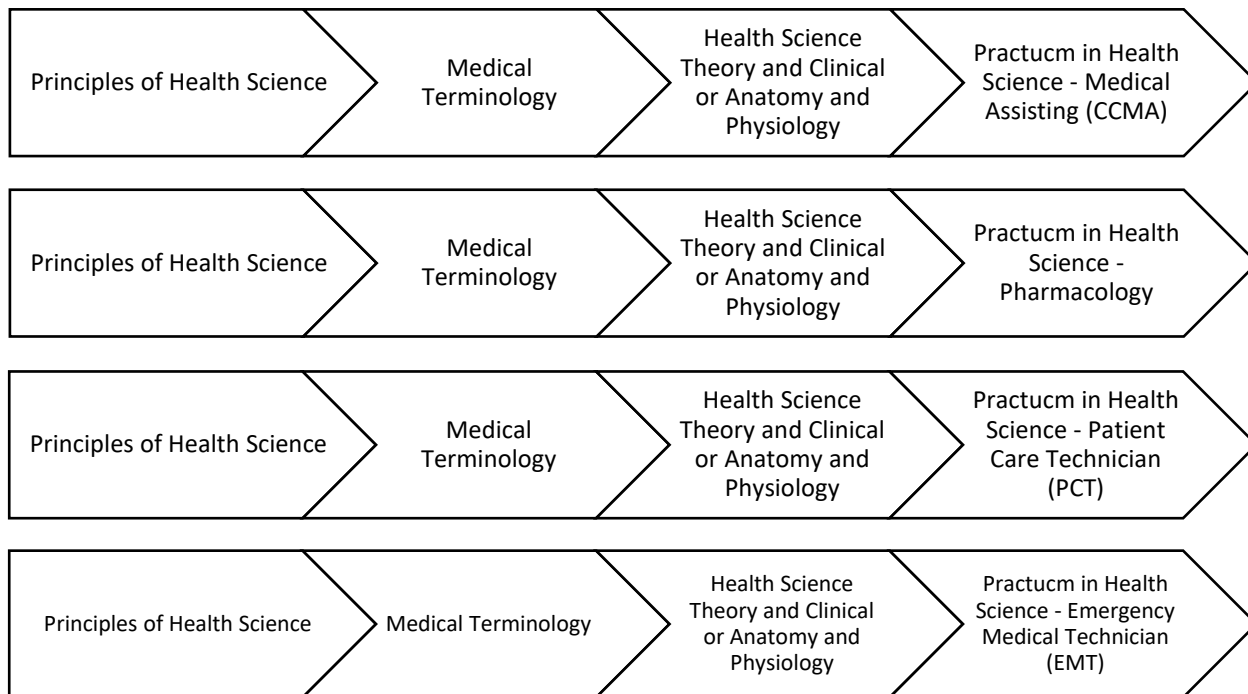 Principles of Health Science
Medical
Terminology
Health Science
Theory and Clinical
or Anatomy and
Physiology
Practucm in Health
Science - Medical
Assisting (CCMA)
Principles of Health Science
Medical
Terminology
Health Science
Theory and Clinical
or Anatomy and
Physiology
Practucm in Health
Science -
Pharmacology
Principles of Health Science
Medical
Terminology
Health Science
Theory and Clinical
or Anatomy and
Physiology
Practucm in Health
Science - Patient
Care Technician
(PCT)
Principles of Health Science
Medical Terminology
Health Science
Theory and Clinical
or Anatomy and
Physiology
Practucm in Health
Science - Emergency
Medical Technician
(EMT)